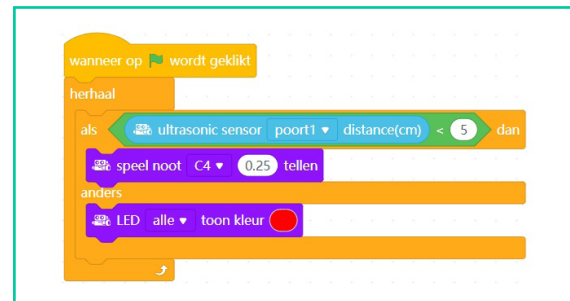 wanneer op wordt geklikt
herhaal
als ultrasonic sensor poort1 distance(cm) < 5 dan
speel noot C4 0.25 tellen
anders
LED alle toon kleur